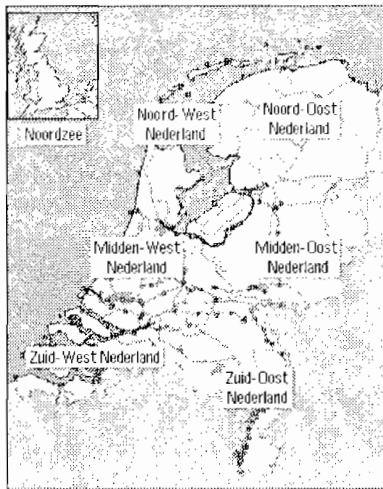 Noord-West
Nederland
Noord-Oost
Nederland
Noordzee
Midden-West
Nederland
Midden-Oost
Nederland
Zuid-West Nederland
Zuid-Oost
Nederland